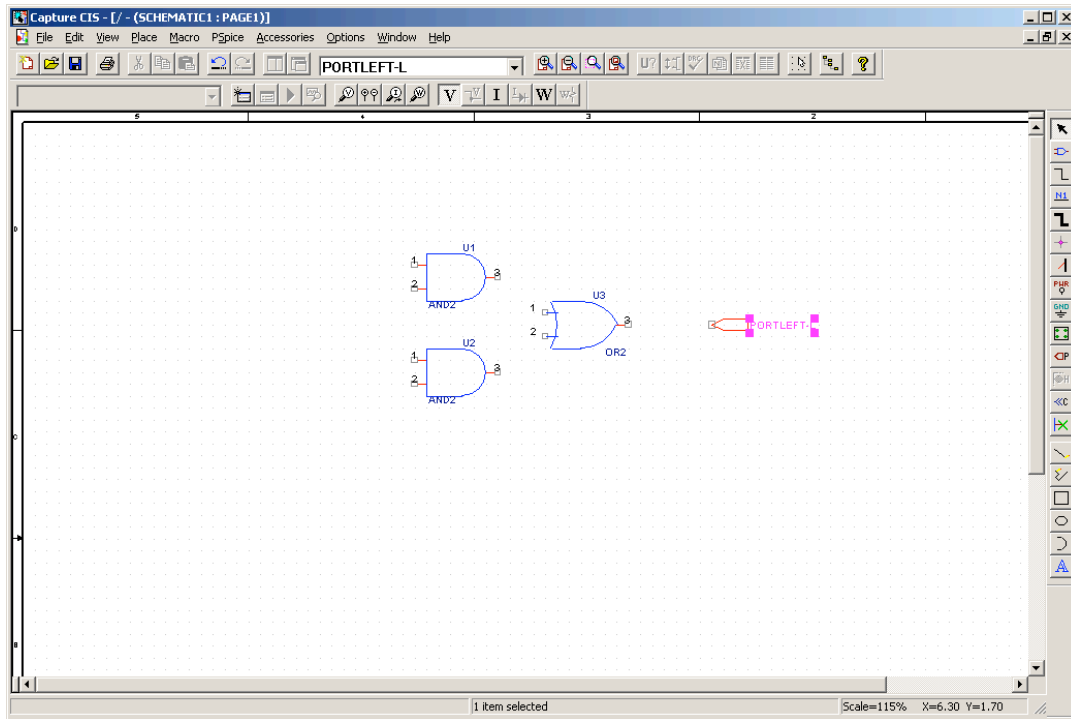 Capture CIS - [/ - (SCHEMATIC1 : PAGE1)]
File Edit View Place Macro PSpice Accessories Options Window Help
PORTLEFT-L U?
V I W
5 4 3 2
N1
PWR
GND
D
U1
1 3
2
AND2
U3
1 3
2
OR2
PORTLEFT-
U2
1 3
2
AND2
C
B
1 item selected Scale=115% X=6.30 Y=1.70